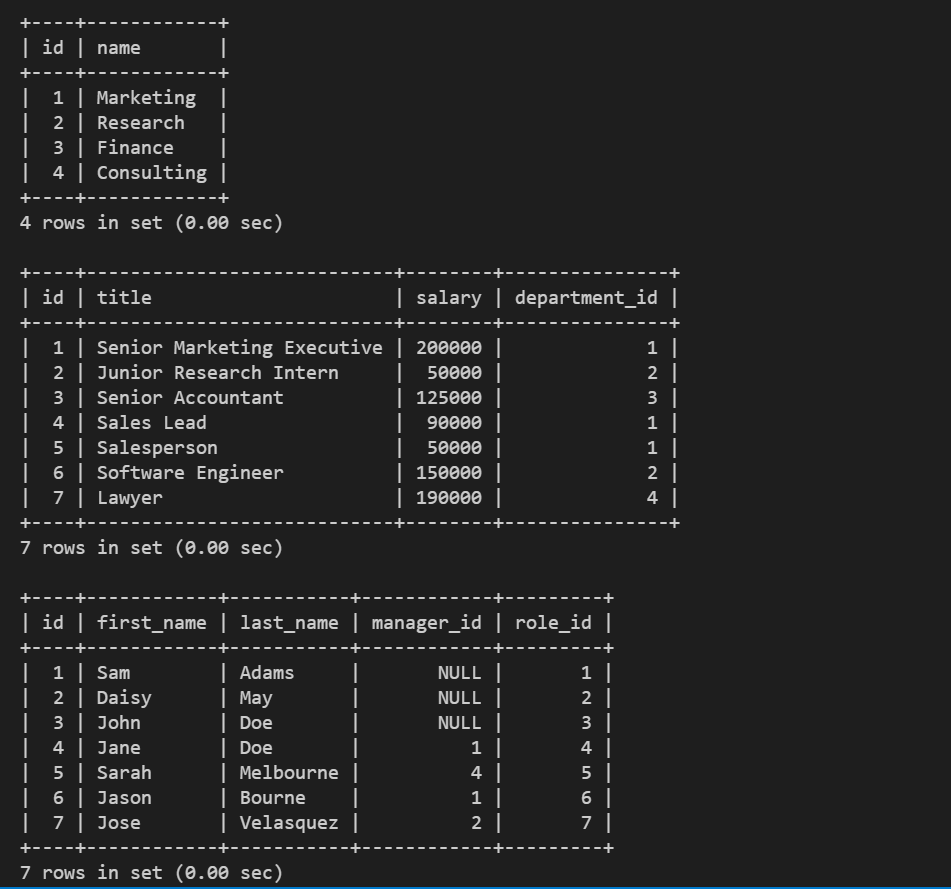 +----+------------+
| id | name       |
+----+------------+
|  1 | Marketing  |
|  2 | Research   |
|  3 | Finance    |
|  4 | Consulting |
+----+------------+
4 rows in set (0.00 sec)

+----+----------------------------+--------+---------------+
| id | title                      | salary | department_id |
+----+----------------------------+--------+---------------+
|  1 | Senior Marketing Executive | 200000 |             1 |
|  2 | Junior Research Intern     |  50000 |             2 |
|  3 | Senior Accountant          | 125000 |             3 |
|  4 | Sales Lead                 |  90000 |             1 |
|  5 | Salesperson                |  50000 |             1 |
|  6 | Software Engineer          | 150000 |             2 |
|  7 | Lawyer                     | 190000 |             4 |
+----+----------------------------+--------+---------------+
7 rows in set (0.00 sec)

+----+------------+-----------+------------+---------+
| id | first_name | last_name | manager_id | role_id |
+----+------------+-----------+------------+---------+
|  1 | Sam        | Adams     |       NULL |       1 |
|  2 | Daisy      | May       |       NULL |       2 |
|  3 | John       | Doe       |       NULL |       3 |
|  4 | Jane       | Doe       |          1 |       4 |
|  5 | Sarah      | Melbourne |          4 |       5 |
|  6 | Jason      | Bourne    |          1 |       6 |
|  7 | Jose       | Velasquez |          2 |       7 |
+----+------------+-----------+------------+---------+
7 rows in set (0.00 sec)